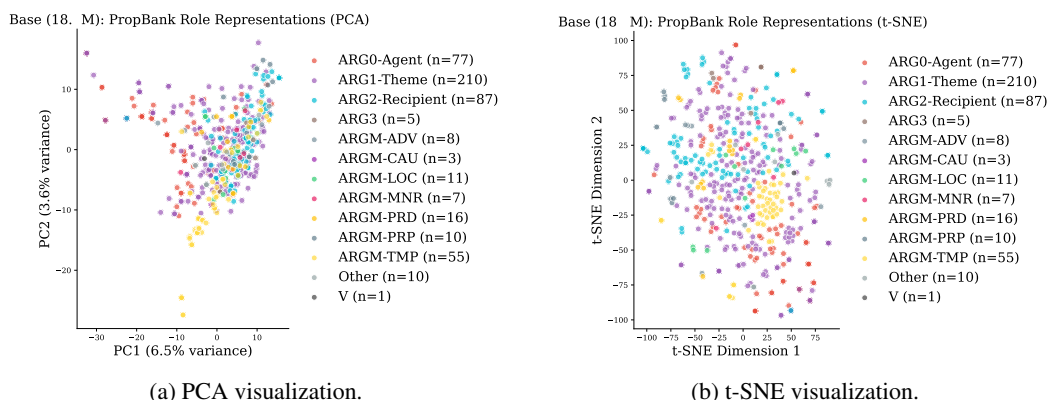 Base (18. M): PropBank Role Representations (PCA)
10
0
−10
−20
−30
−20
−10
0
10
PC2 (3.6% variance)
PC1 (6.5% variance)
ARG0-Agent (n=77)
ARG1-Theme (n=210)
ARG2-Recipient (n=87)
ARG3 (n=5)
ARGM-ADV (n=8)
ARGM-CAU (n=3)
ARGM-LOC (n=11)
ARGM-MNR (n=7)
ARGM-PRD (n=16)
ARGM-PRP (n=10)
ARGM-TMP (n=55)
Other (n=10)
V (n=1)
(a) PCA visualization.
Base (18 M): PropBank Role Representations (t-SNE)
100
75
50
25
0
−25
−50
−75
−100
−100
−75
−50
−25
0
25
50
75
t-SNE Dimension 2
t-SNE Dimension 1
ARG0-Agent (n=77)
ARG1-Theme (n=210)
ARG2-Recipient (n=87)
ARG3 (n=5)
ARGM-ADV (n=8)
ARGM-CAU (n=3)
ARGM-LOC (n=11)
ARGM-MNR (n=7)
ARGM-PRD (n=16)
ARGM-PRP (n=10)
ARGM-TMP (n=55)
Other (n=10)
V (n=1)
(b) t-SNE visualization.